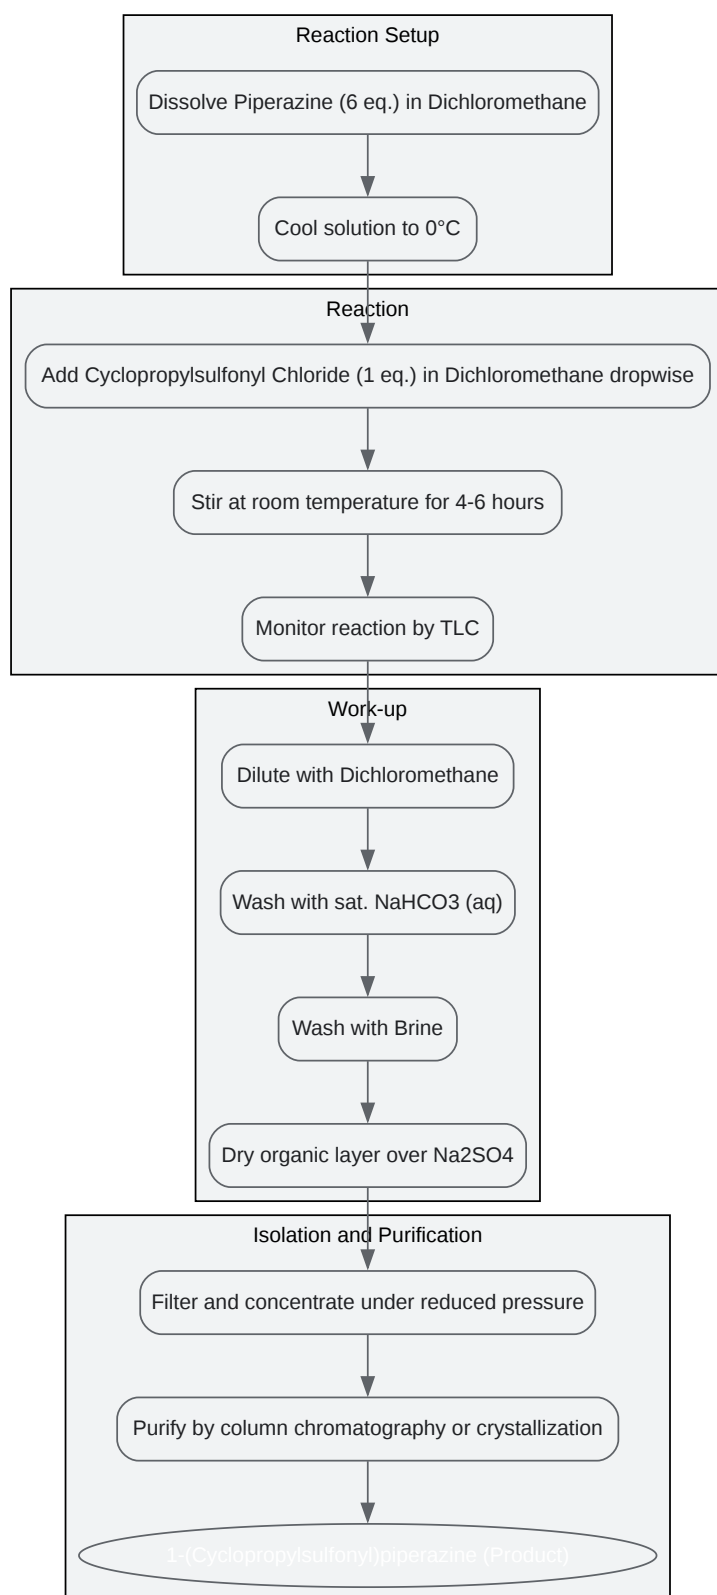 Reaction Setup
Dissolve Piperazine (6 eq.) in Dichloromethane
Cool solution to 0°C
Reaction
Add Cyclopropylsulfonyl Chloride (1 eq.) in Dichloromethane dropwise
Stir at room temperature for 4-6 hours
Monitor reaction by TLC
Work-up
Dilute with Dichloromethane
Wash with sat. NaHCO3 (aq)
Wash with Brine
Dry organic layer over Na2SO4
Isolation and Purification
Filter and concentrate under reduced pressure
Purify by column chromatography or crystallization
1-(Cyclopropylsulfonyl)piperazine (Product)